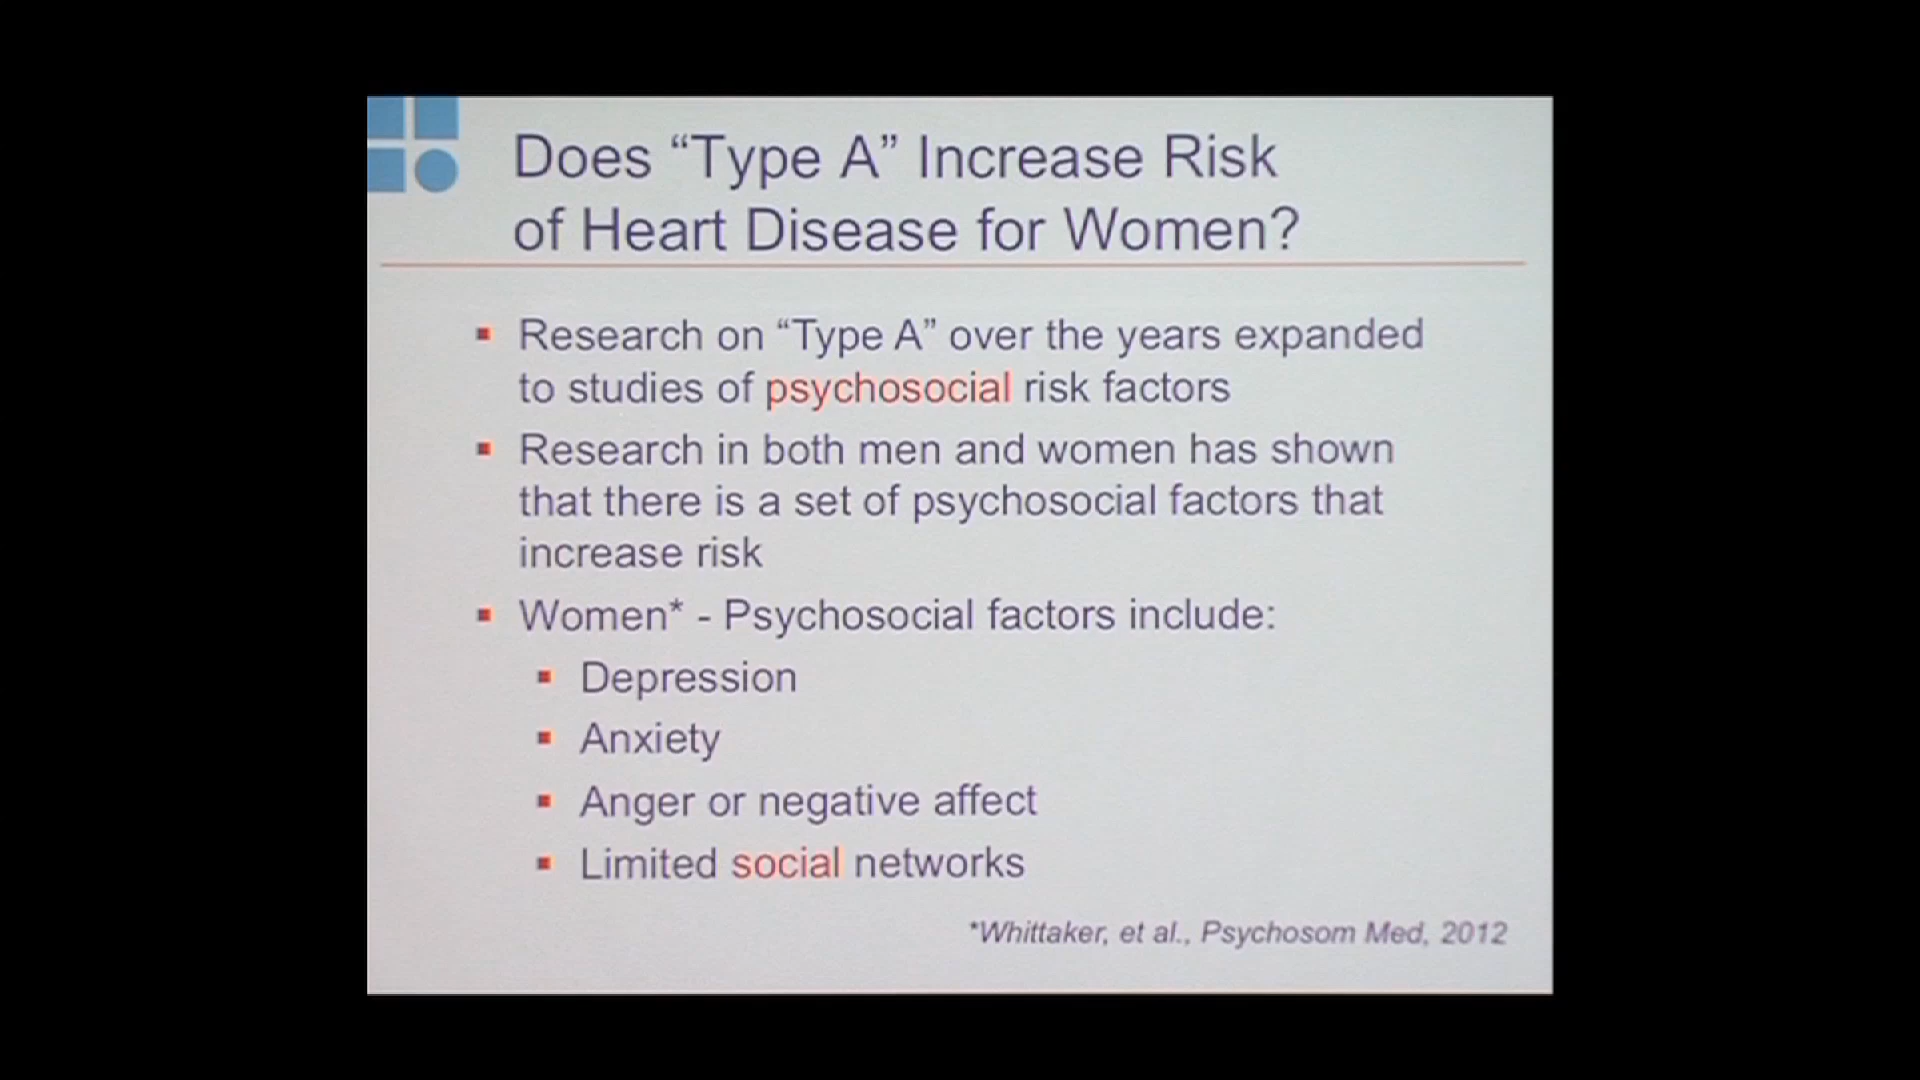 Does “Type A” Increase Risk
of Heart Disease for Women?
▪ Research on “Type A” over the years expanded
to studies of psychosocial risk factors
▪ Research in both men and women has shown
that there is a set of psychosocial factors that
increase risk
▪ Women* - Psychosocial factors include:
▪ Depression
▪ Anxiety
▪ Anger or negative affect
▪ Limited social networks
*Whittaker, et al., Psychosom Med, 2012